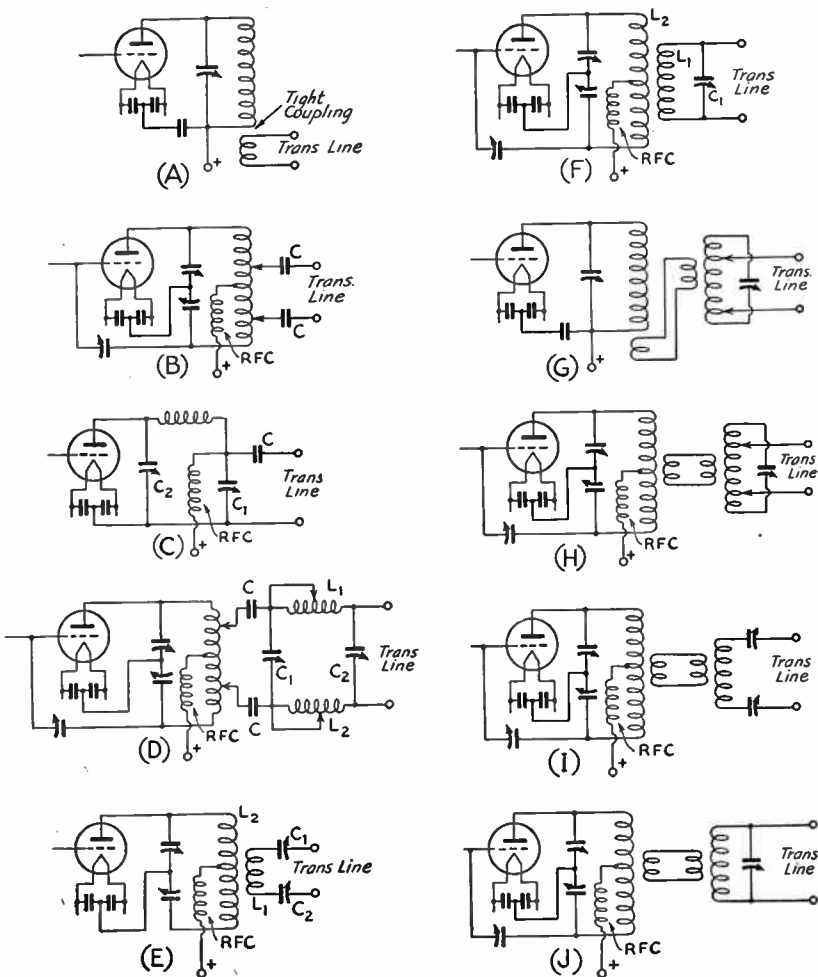 Tight
Coupling
Trans Line
+
(A)
C
Trans.
Line
C
RFC
+
(B)
C
C₂
C₁
Trans
Line
RFC
+
(C)
C
L₁
C₁
C₂
Trans
Line
C
L₂
RFC
+
(D)
L₂
C₁
Trans Line
L₁
C₂
RFC
+
(E)
L₂
L₁
C₁
Trans
Line
RFC
+
(F)
Trans
Line
+
(G)
Trans
Line
RFC
+
(H)
Trans
Line
RFC
+
(I)
Trans
Line
RFC
+
(J)